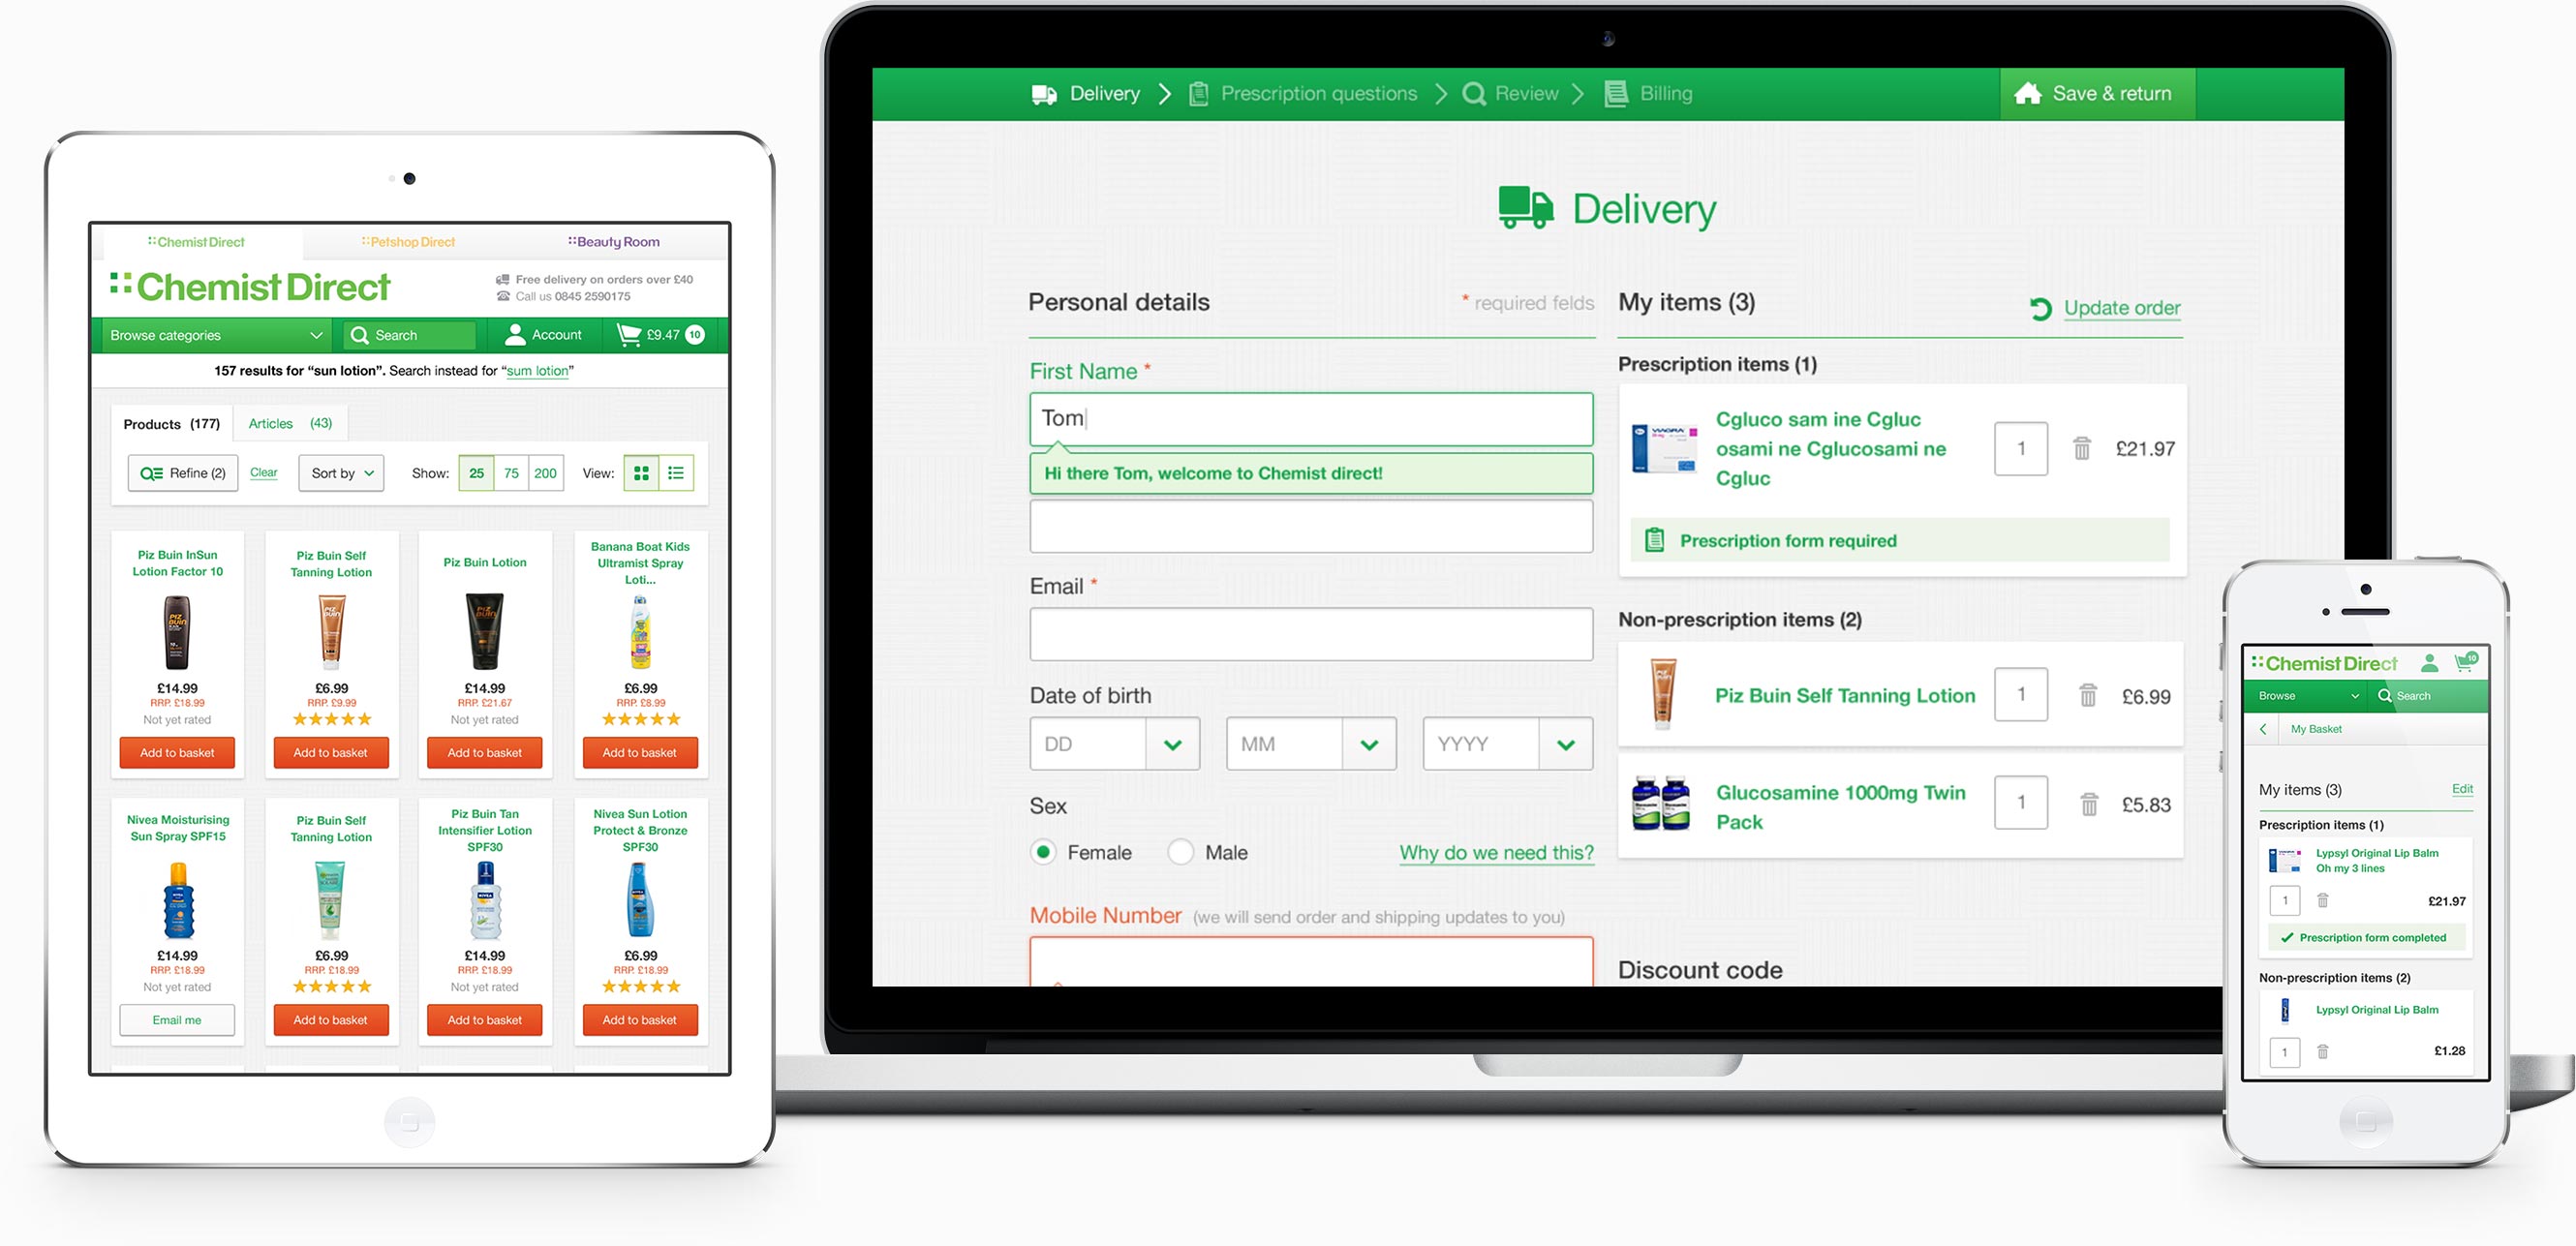 Chemist Direct
Petshop Direct
Beauty Room
Chemist Direct
Free delivery on orders over £40
Call us 0845 2590175
Browse categories
Search
Account
£9.47 10
157 results for “sun lotion”. Search instead for “sum lotion”
Products (177)
Articles (43)
Refine (2)
Clear
Sort by
Show: 25 75 200
View:
Piz Buin InSun
Lotion Factor 10
£14.99
RRP. £18.99
Not yet rated
Add to basket
Piz Buin Self
Tanning Lotion
£6.99
RRP. £9.99
Add to basket
Piz Buin Lotion
£14.99
RRP. £21.67
Not yet rated
Add to basket
Banana Boat Kids
Ultramist Spray
Loti...
£6.99
RRP. £8.99
Add to basket
Nivea Moisturising
Sun Spray SPF15
£14.99
RRP. £18.99
Not yet rated
Email me
Piz Buin Self
Tanning Lotion
£6.99
RRP. £18.99
Add to basket
Piz Buin Tan
Intensifier Lotion
SPF30
£14.99
RRP. £18.99
Not yet rated
Add to basket
Nivea Sun Lotion
Protect & Bronze
SPF30
£6.99
RRP. £18.99
Add to basket
Delivery
Prescription questions
Review
Billing
Save & return
Delivery
Personal details
* required felds
First Name *
Tom
Hi there Tom, welcome to Chemist direct!
Email *
Date of birth
DD
MM
YYYY
Sex
Female
Male
Why do we need this?
Mobile Number (we will send order and shipping updates to you)
My items (3)
Update order
Prescription items (1)
VIAGRA
Cgluco sam ine Cgluc
osami ne Cglucosami ne
Cgluc
1
£21.97
Prescription form required
Non-prescription items (2)
Piz Buin Self Tanning Lotion
1
£6.99
Glucosamine 1000mg Twin
Pack
1
£5.83
Discount code
Chemist Direct
10
Browse
Search
My Basket
My items (3)
Edit
Prescription items (1)
Lypsyl Original Lip Balm
Oh my 3 lines
1
£21.97
Prescription form completed
Non-prescription items (2)
Lypsyl Original Lip Balm
1
£1.28